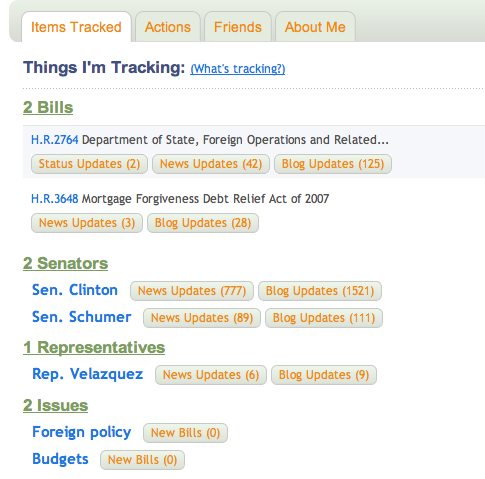 Items Tracked Actions Friends About Me
Things I'm Tracking: (What's tracking?)
2 Bills
H.R.2764 Department of State, Foreign Operations and Related...
Status Updates (2) News Updates (42) Blog Updates (125)
H.R.3648 Mortgage Forgiveness Debt Relief Act of 2007
News Updates (3) Blog Updates (28)
2 Senators
Sen. Clinton News Updates (777) Blog Updates (1521)
Sen. Schumer News Updates (89) Blog Updates (111)
1 Representatives
Rep. Velazquez News Updates (6) Blog Updates (9)
2 Issues
Foreign policy New Bills (0)
Budgets New Bills (0)